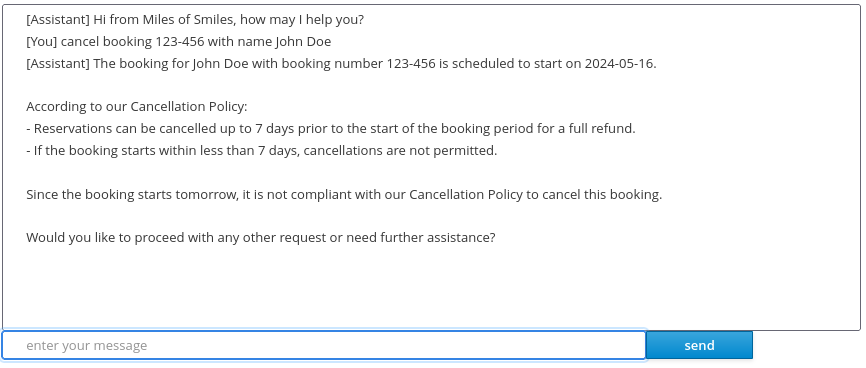 [Assistant] Hi from Miles of Smiles, how may I help you?
[You] cancel booking 123-456 with name John Doe
[Assistant] The booking for John Doe with booking number 123-456 is scheduled to start on 2024-05-16.
According to our Cancellation Policy:
- Reservations can be cancelled up to 7 days prior to the start of the booking period for a full refund.
- If the booking starts within less than 7 days, cancellations are not permitted.
Since the booking starts tomorrow, it is not compliant with our Cancellation Policy to cancel this booking.
Would you like to proceed with any other request or need further assistance?
enter your message
send